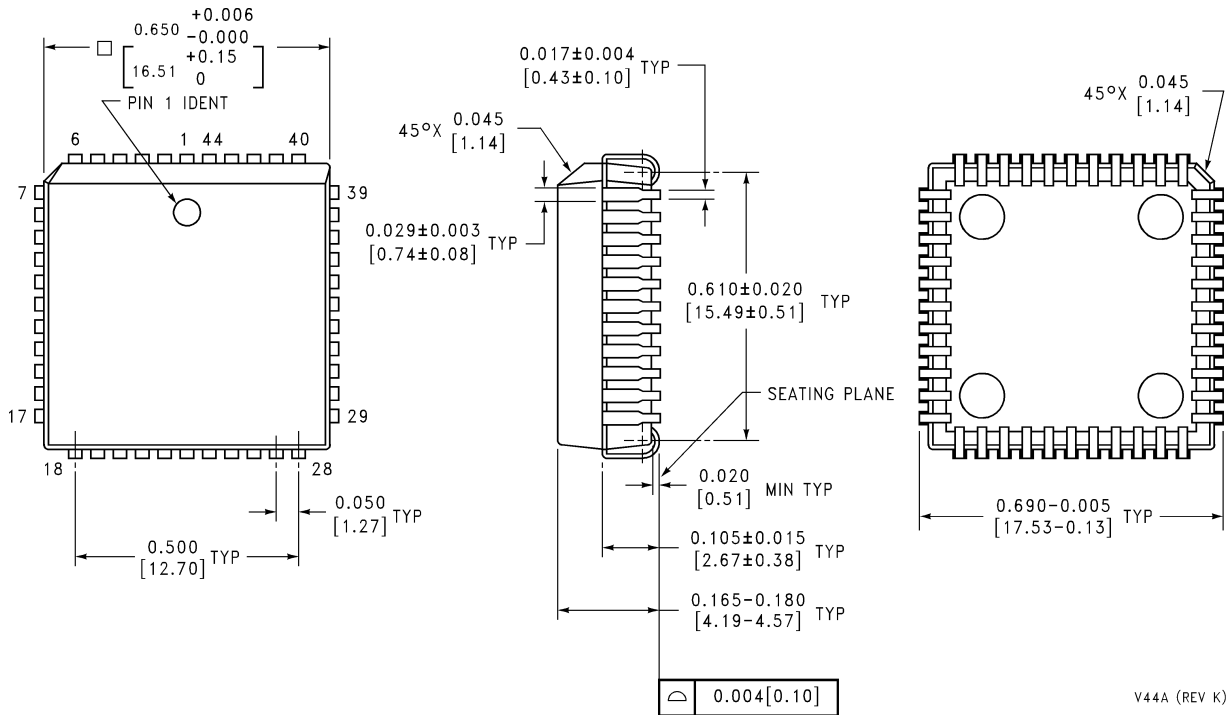 0.650 +0.006 -0.000
[16.51 +0.15 0]
PIN 1 IDENT
6 1 44 40
7 39
17 29
18 28
0.050 TYP
[1.27]
0.500 TYP
[12.70]
0.017±0.004 TYP
[0.43±0.10]
45°X 0.045
[1.14]
0.029±0.003 TYP
[0.74±0.08]
0.610±0.020 TYP
[15.49±0.51]
SEATING PLANE
0.020 MIN TYP
[0.51]
0.105±0.015 TYP
[2.67±0.38]
0.165-0.180 TYP
[4.19-4.57]
0.004[0.10]
45°X 0.045
[1.14]
0.690-0.005 TYP
[17.53-0.13]
V44A (REV K)